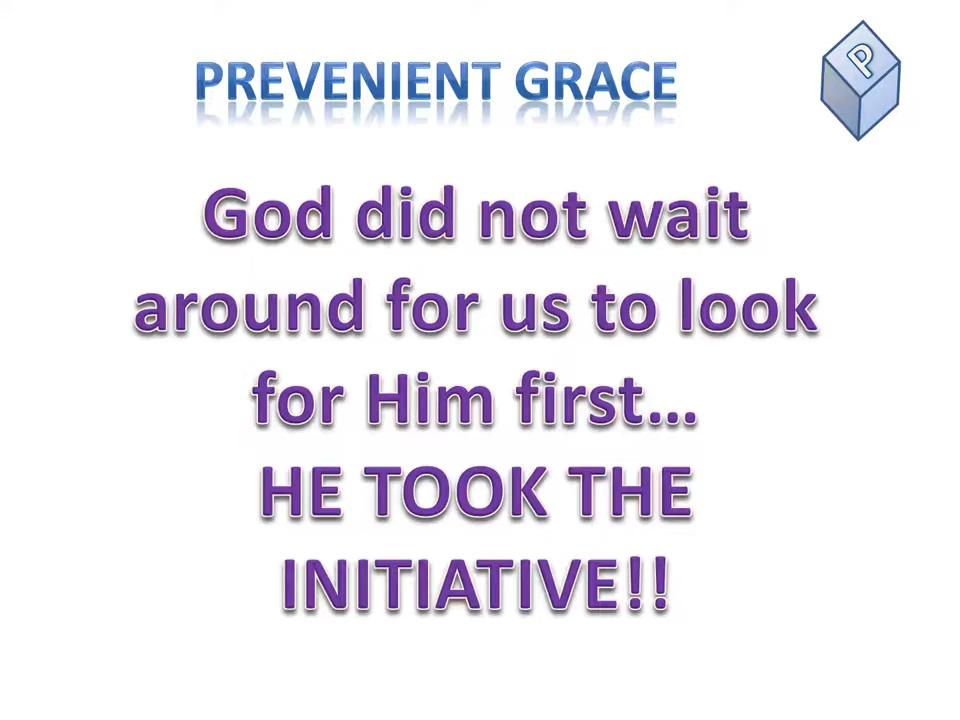 PREVENIENT GRACE
P
God did not wait
around for us to look
for Him first...
HE TOOK THE
INITIATIVE!!